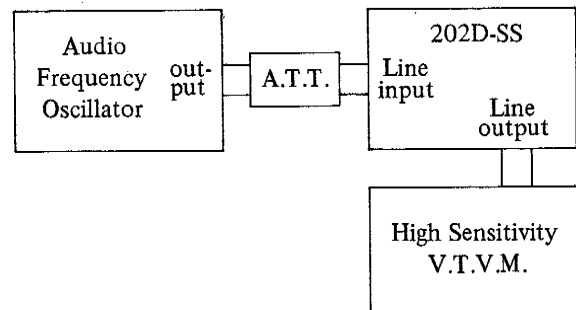 Audio
Frequency
Oscillator
out-
put
A.T.T.
202D-SS
Line
input
Line
output
High Sensitivity
V.T.V.M.